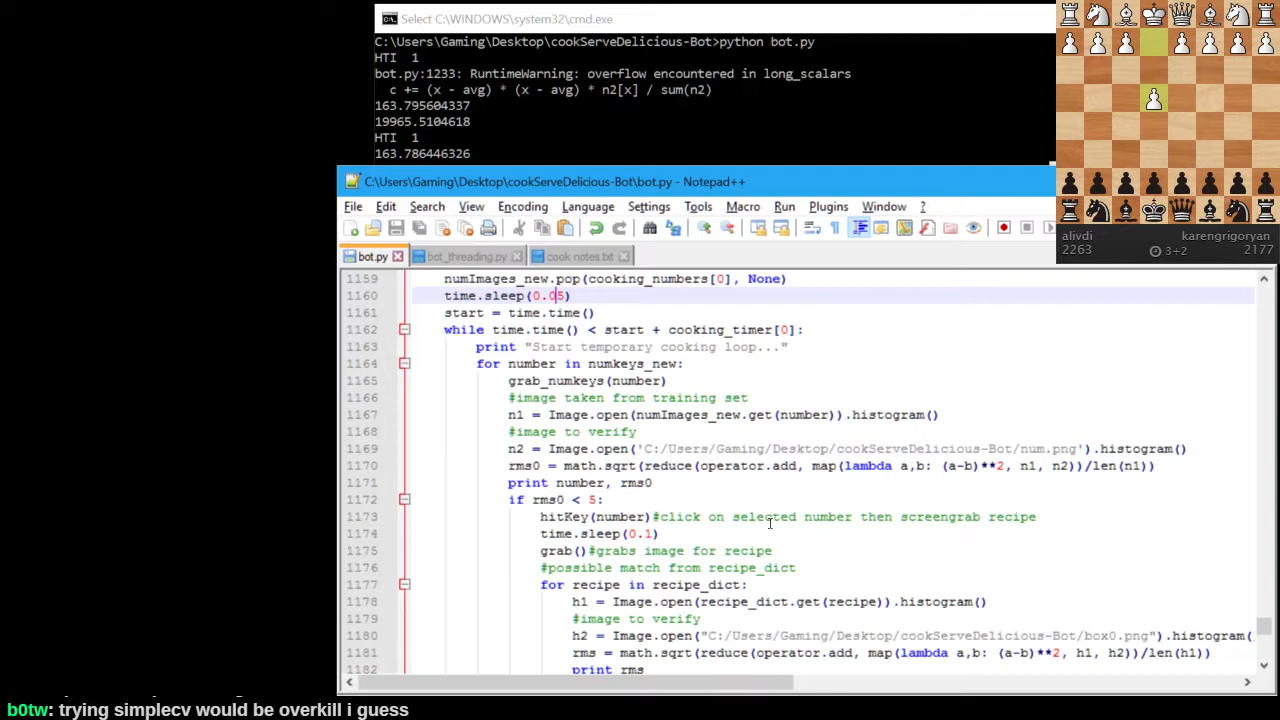 Select C:\WINDOWS\system32\cmd.exe
C:\Users\Gaming\Desktop\cookServeDelicious-Bot>python bot.py
HTI  1
bot.py:1233: RuntimeWarning: overflow encountered in long_scalars
  c += (x - avg) * (x - avg) * n2[x] / sum(n2)
163.795604337
19965.5104618
HTI  1
163.786446326
alivdi karengrigoryan
2263 3+2 2177
C:\Users\Gaming\Desktop\cookServeDelicious-Bot\bot.py - Notepad++
File Edit Search View Encoding Language Settings Tools Macro Run Plugins Window ?
bot.py bot_threading.py cook notes.txt
1159 numImages_new.pop(cooking_numbers[0], None)
1160 time.sleep(0.05)
1161 start = time.time()
1162 while time.time() < start + cooking_timer[0]:
1163 print "Start temporary cooking loop..."
1164 for number in numkeys_new:
1165 grab_numkeys(number)
1166 #image taken from training set
1167 n1 = Image.open(numImages_new.get(number)).histogram()
1168 #image to verify
1169 n2 = Image.open('C:/Users/Gaming/Desktop/cookServeDelicious-Bot/num.png').histogram()
1170 rms0 = math.sqrt(reduce(operator.add, map(lambda a,b: (a-b)**2, n1, n2))/len(n1))
1171 print number, rms0
1172 if rms0 < 5:
1173 hitKey(number)#click on selected number then screengrab recipe
1174 time.sleep(0.1)
1175 grab()#grabs image for recipe
1176 #possible match from recipe_dict
1177 for recipe in recipe_dict:
1178 h1 = Image.open(recipe_dict.get(recipe)).histogram()
1179 #image to verify
1180 h2 = Image.open("C:/Users/Gaming/Desktop/cookServeDelicious-Bot/box0.png").histogram(
1181 rms = math.sqrt(reduce(operator.add, map(lambda a,b: (a-b)**2, h1, h2))/len(h1))
1182 print rms
b0tw: trying simplecv would be overkill i guess